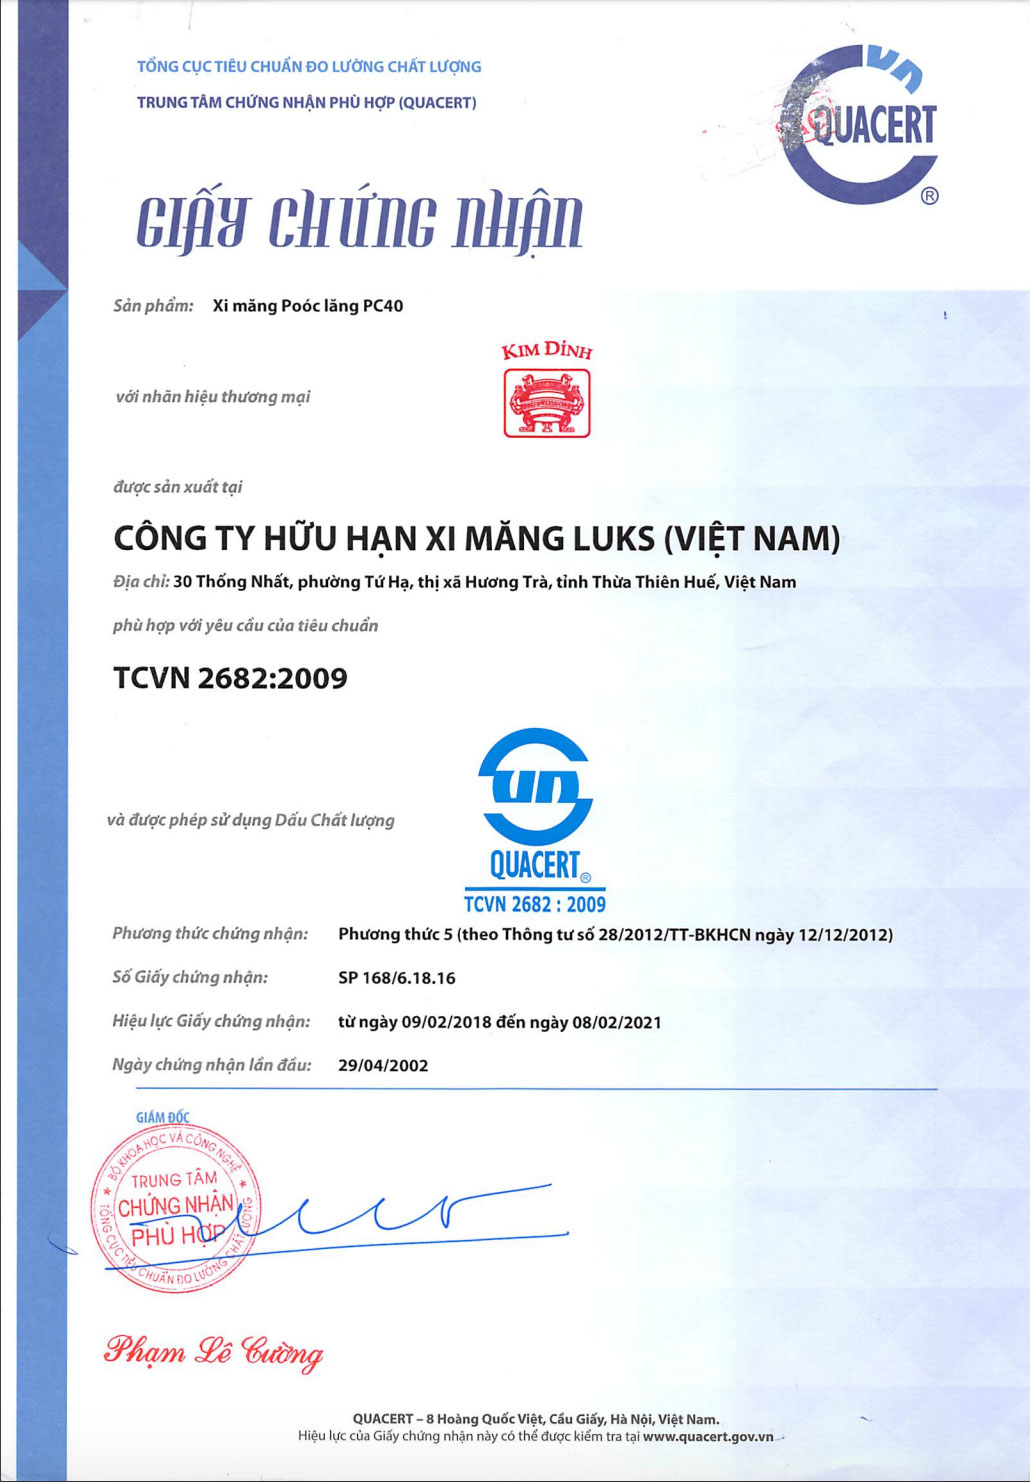 TỔNG CỤC TIÊU CHUẨN ĐO LƯỜNG CHẤT LƯỢNG
TRUNG TÂM CHỨNG NHẬN PHÙ HỢP (QUACERT)
QUACERT
®
GIẤY CHỨNG NHẬN
Sản phẩm: Xi măng Poóc lăng PC40
KIM ĐỈNH
với nhãn hiệu thương mại
được sản xuất tại
CÔNG TY HỮU HẠN XI MĂNG LUKS (VIỆT NAM)
Địa chỉ: 30 Thống Nhất, phường Tứ Hạ, thị xã Hương Trà, tỉnh Thừa Thiên Huế, Việt Nam
phù hợp với yêu cầu của tiêu chuẩn
TCVN 2682:2009
và được phép sử dụng Dấu Chất lượng
QUACERT®
TCVN 2682 : 2009
Phương thức chứng nhận: Phương thức 5 (theo Thông tư số 28/2012/TT-BKHCN ngày 12/12/2012)
Số Giấy chứng nhận: SP 168/6.18.16
Hiệu lực Giấy chứng nhận: từ ngày 09/02/2018 đến ngày 08/02/2021
Ngày chứng nhận lần đầu: 29/04/2002
GIÁM ĐỐC
BỘ KHOA HỌC VÀ CÔNG NGHỆ
TRUNG TÂM
CHỨNG NHẬN
PHÙ HỢP
TỔNG CỤC TIÊU CHUẨN ĐO LƯỜNG CHẤT LƯỢNG
Phạm Lê Cường
QUACERT – 8 Hoàng Quốc Việt, Cầu Giấy, Hà Nội, Việt Nam.
Hiệu lực của Giấy chứng nhận này có thể được kiểm tra tại www.quacert.gov.vn